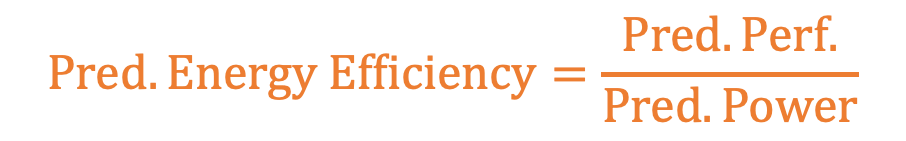 Pred. Energy Efficiency = Pred. Perf.
Pred. Power